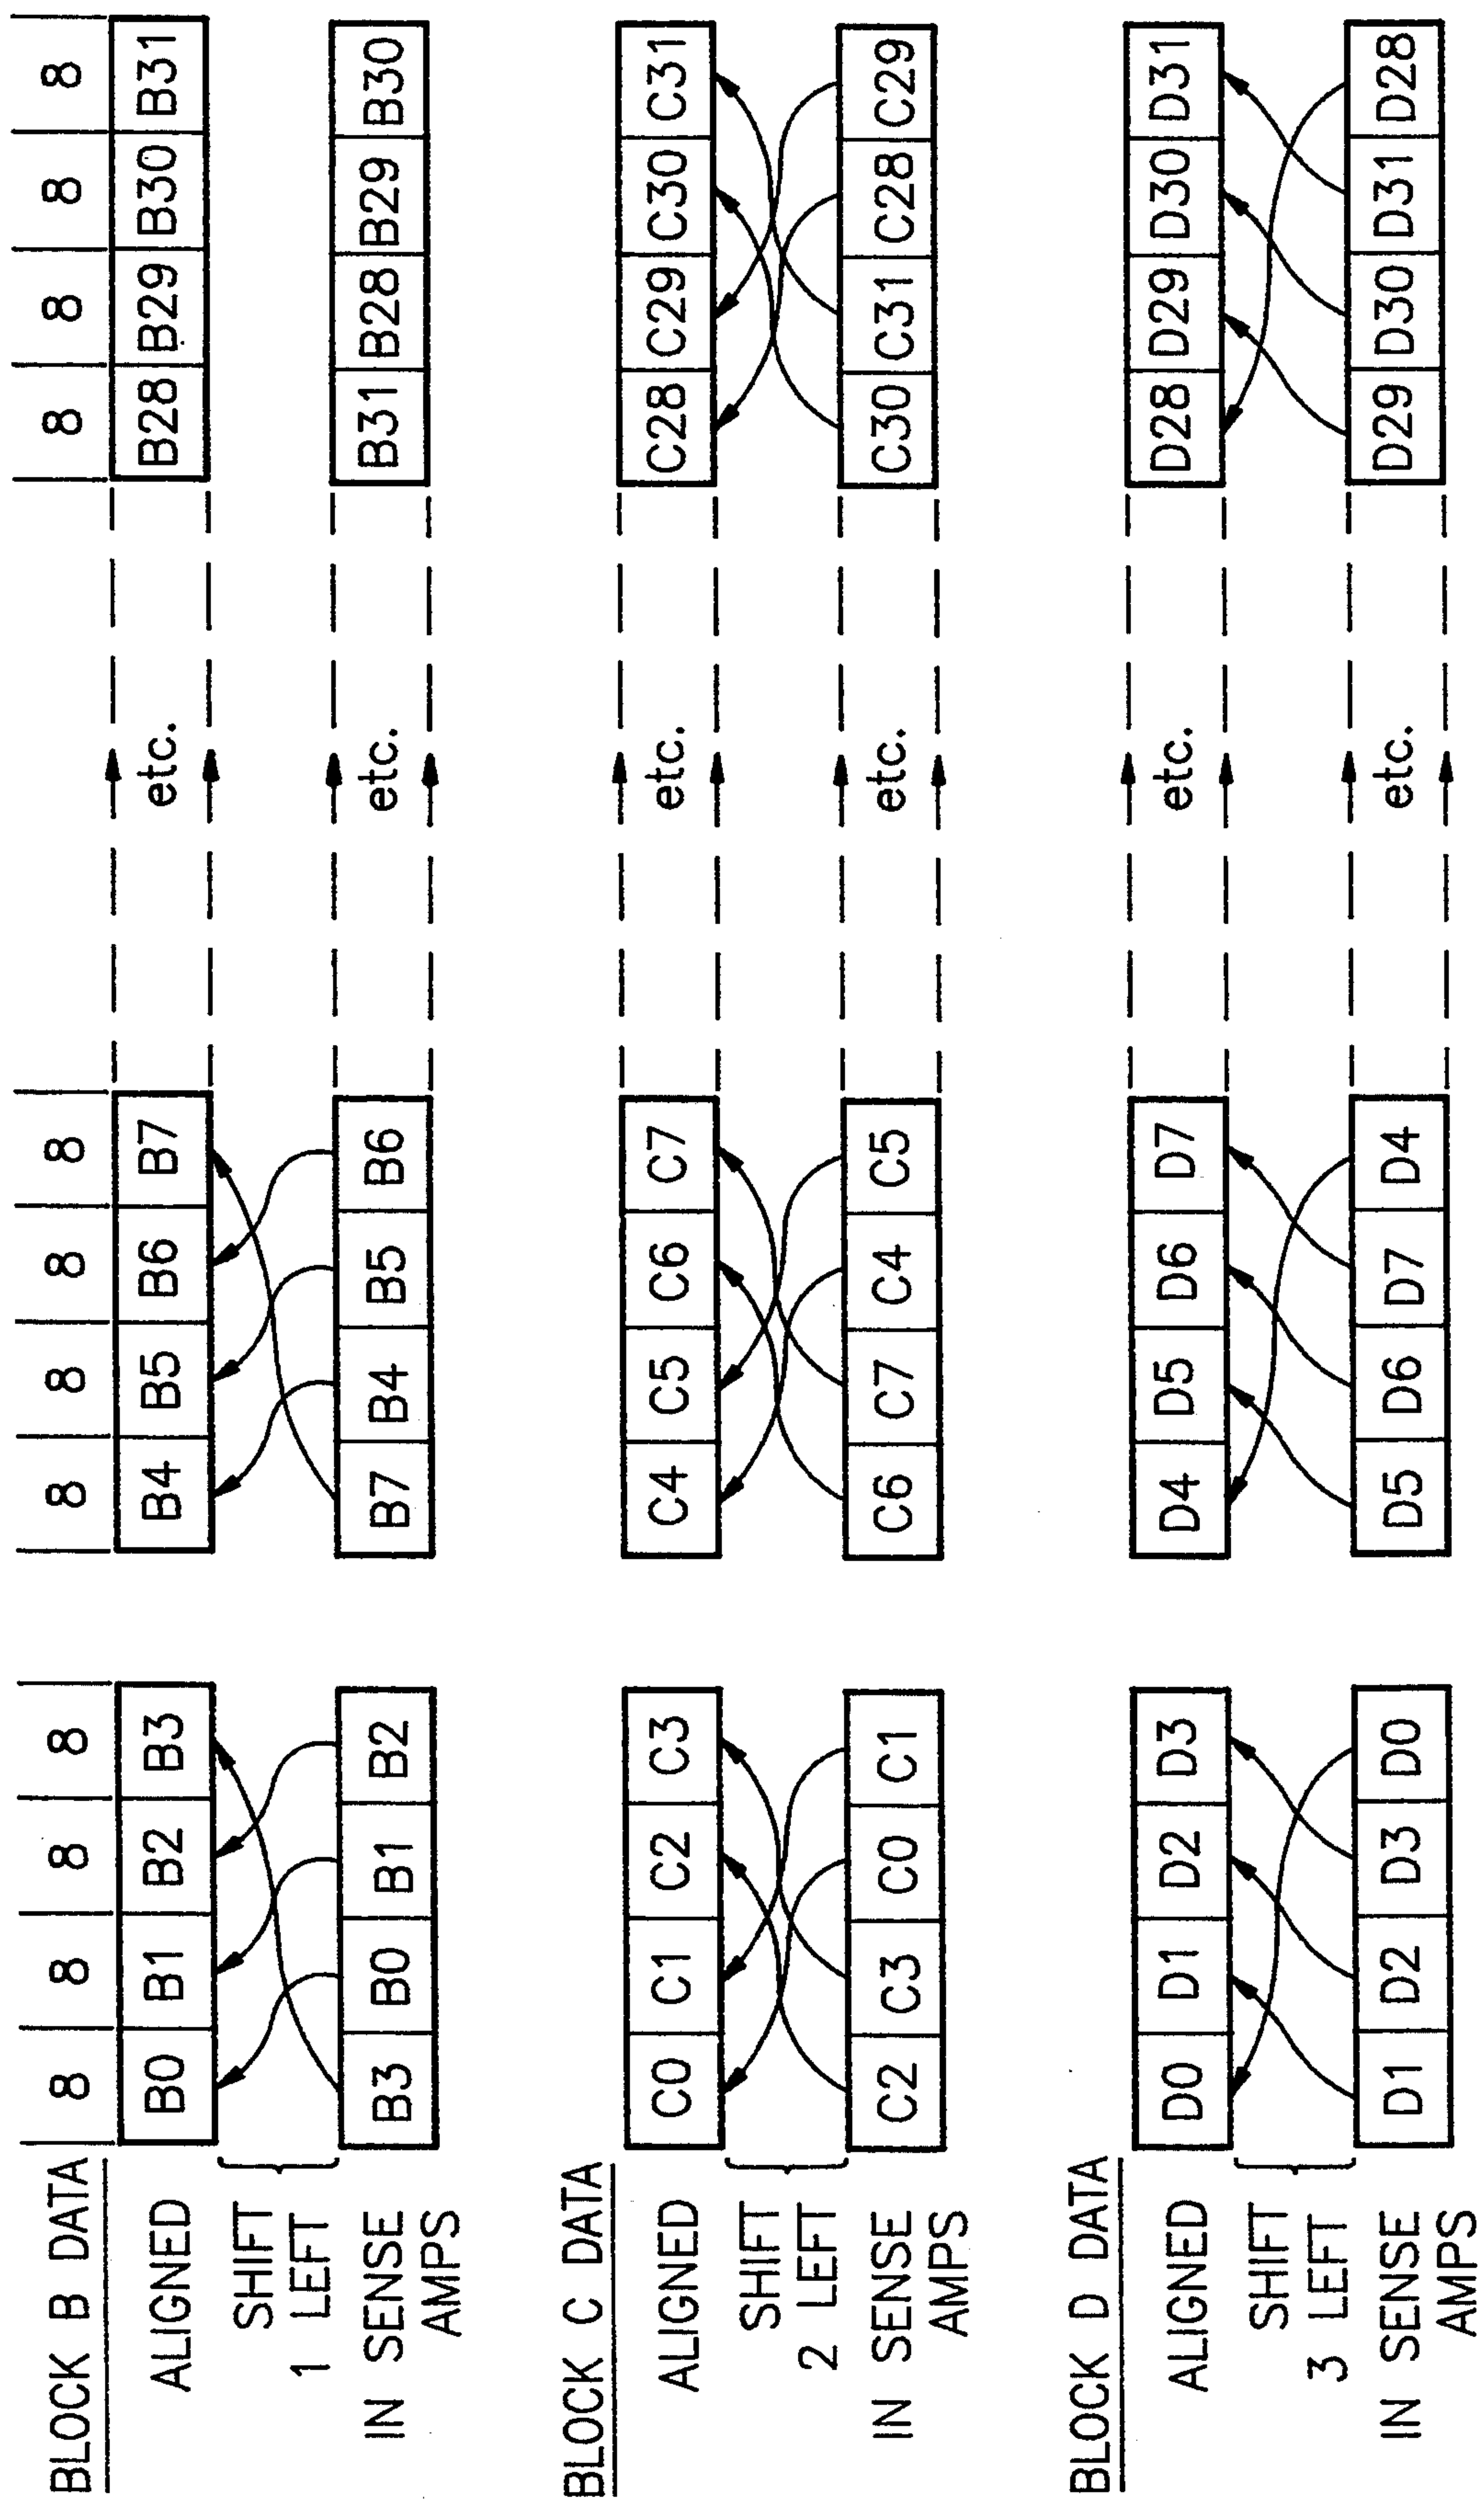 8 8 8 8 8 8 8 8 8 8 8 8
BLOCK B DATA
ALIGNED B0 B1 B2 B3 B4 B5 B6 B7 etc. B28 B29 B30 B31
SHIFT
1 LEFT
IN SENSE
AMPS B3 B0 B1 B2 B7 B4 B5 B6 etc. B31 B28 B29 B30
BLOCK C DATA
ALIGNED C0 C1 C2 C3 C4 C5 C6 C7 etc. C28 C29 C30 C31
SHIFT
2 LEFT
IN SENSE
AMPS C2 C3 C0 C1 C6 C7 C4 C5 etc. C30 C31 C28 C29
BLOCK D DATA
ALIGNED D0 D1 D2 D3 D4 D5 D6 D7 etc. D28 D29 D30 D31
SHIFT
3 LEFT
IN SENSE
AMPS D1 D2 D3 D0 D5 D6 D7 D4 etc. D29 D30 D31 D28